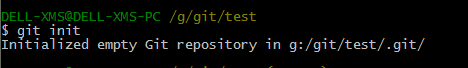 DELL-XMS@DELL-XMS-PC /g/git/test
$ git init
Initialized empty Git repository in g:/git/test/.git/